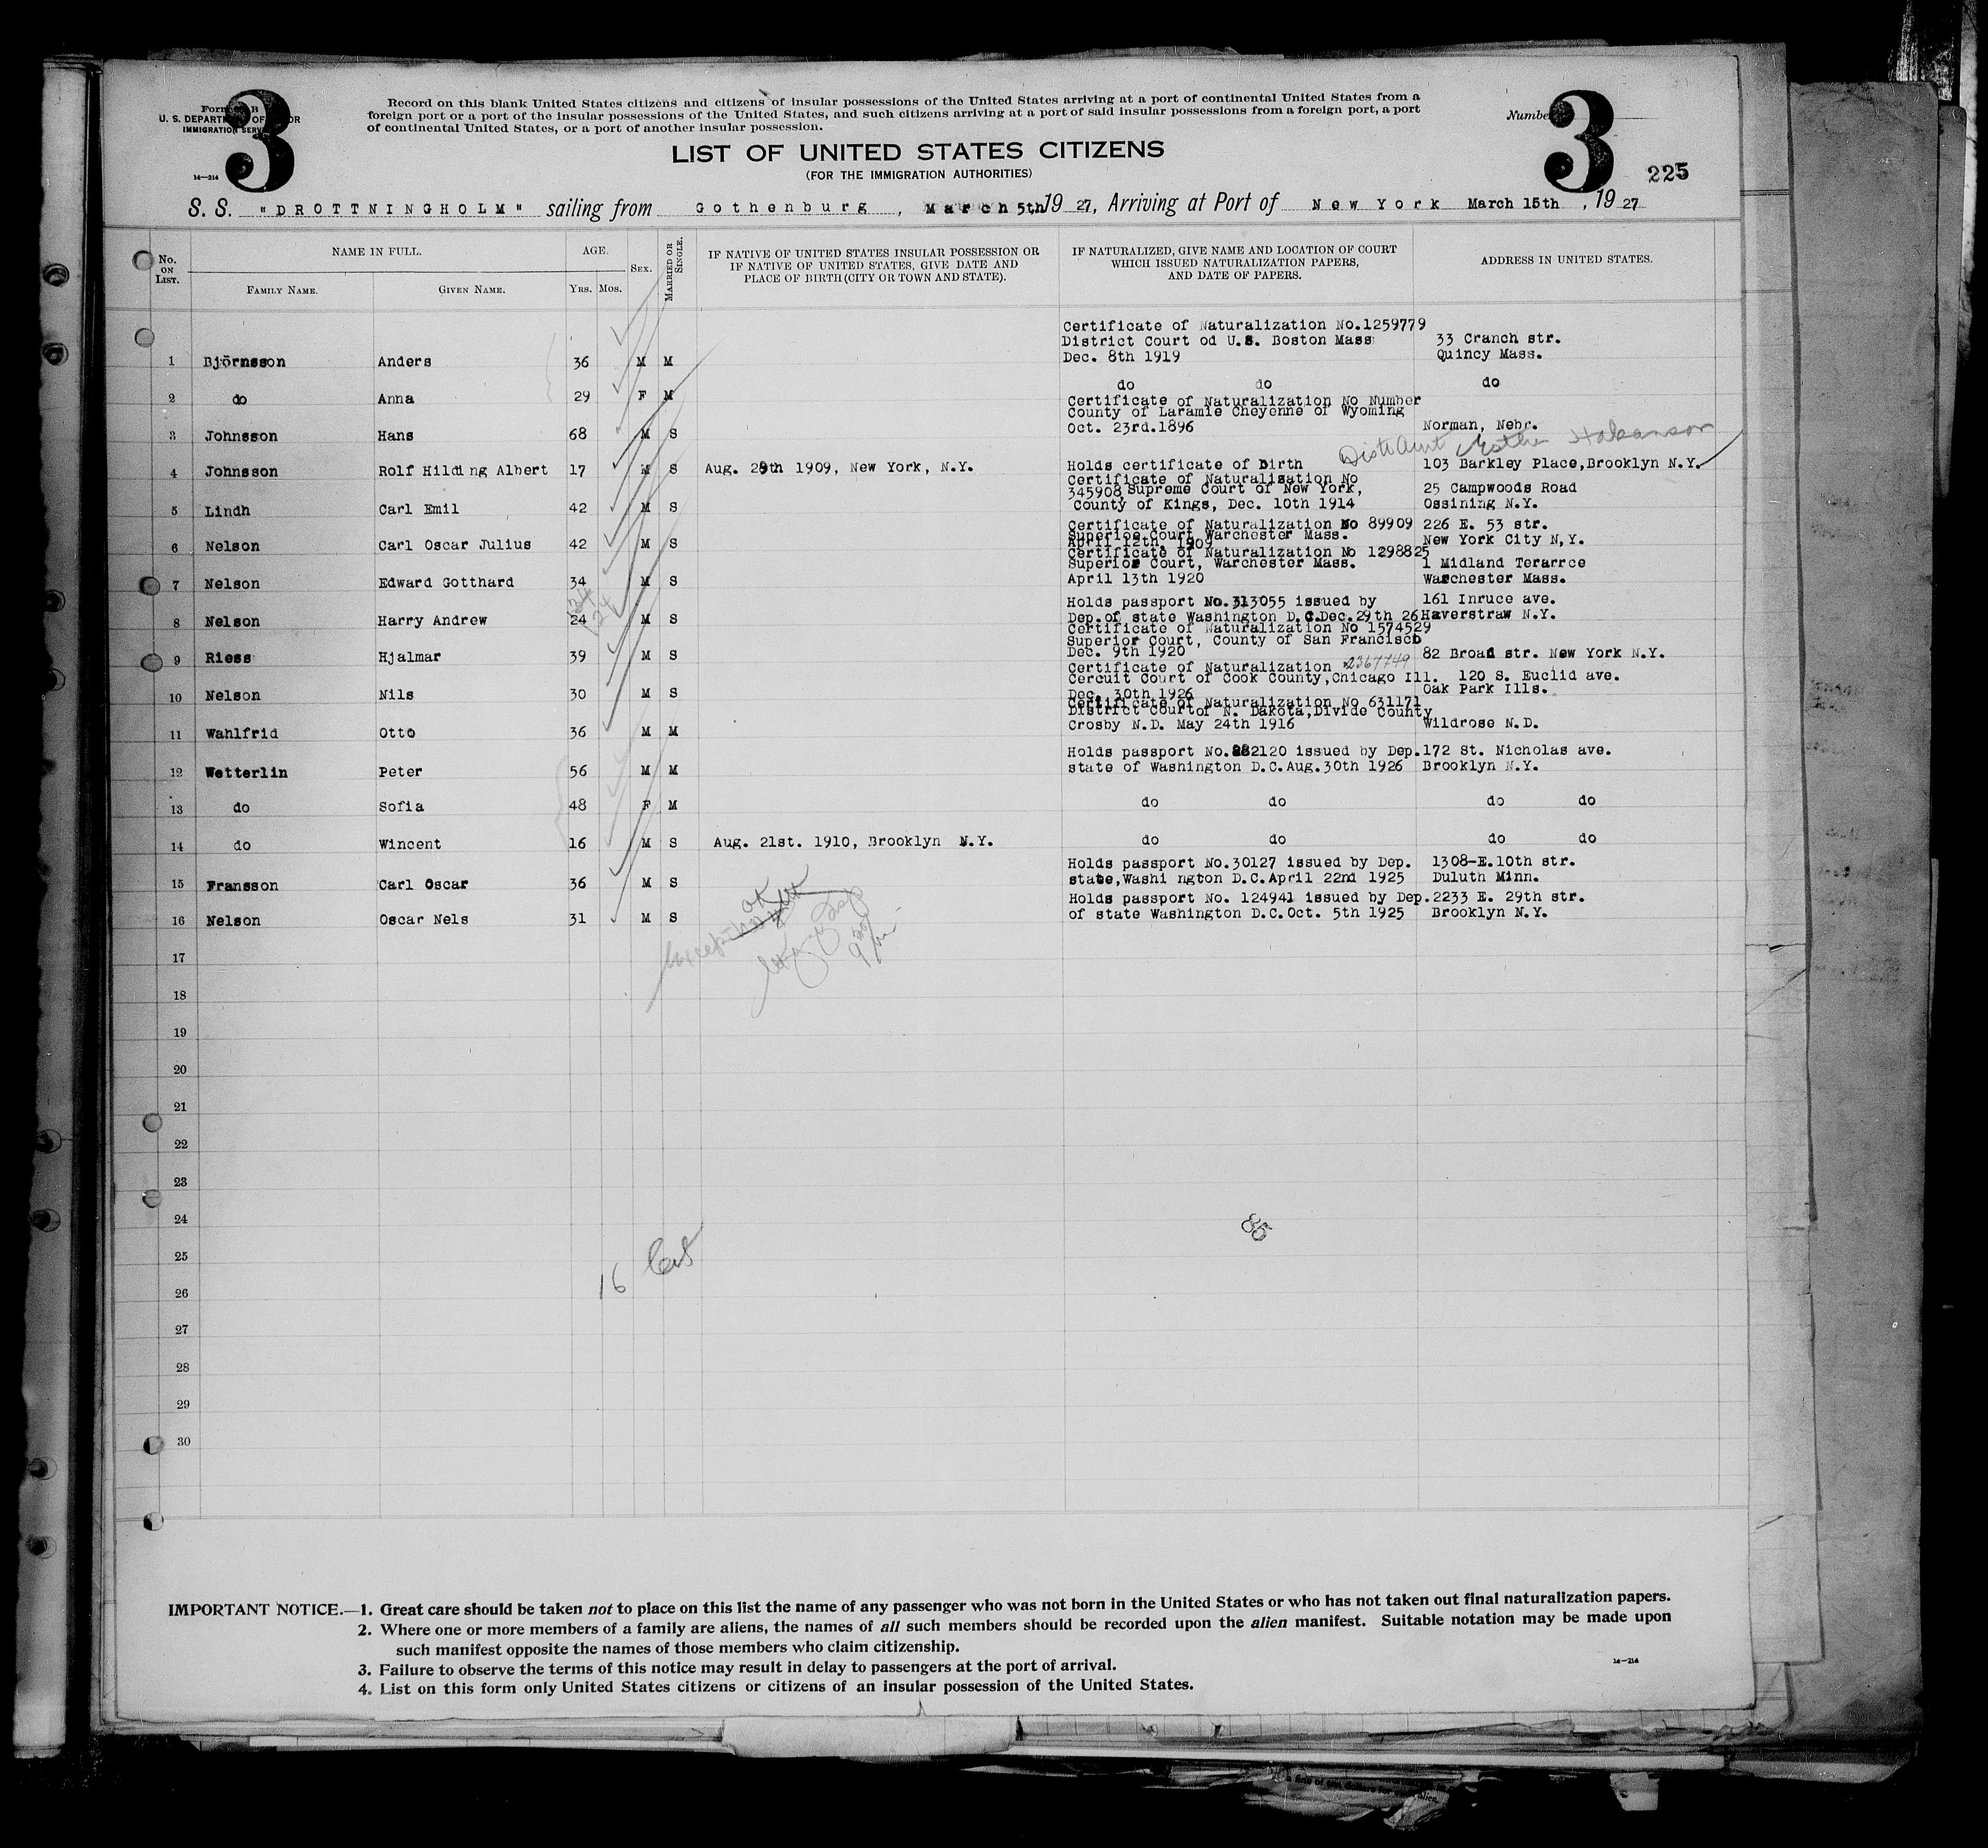 3
Form B
U. S. DEPARTMENT OF LABOR
IMMIGRATION SERVICE
14—214
Record on this blank United States citizens and citizens of insular possessions of the United States arriving at a port of continental United States from a
foreign port or a port of the insular possessions of the United States, and such citizens arriving at a port of said insular possessions from a foreign port, a port
of continental United States, or a port of another insular possession.
Number 3
225
LIST OF UNITED STATES CITIZENS
(FOR THE IMMIGRATION AUTHORITIES)
S. S. "DROTTNINGHOLM" sailing from Gothenburg, March 5th 1927, Arriving at Port of New York March 15th, 1927
No. ON LIST.
NAME IN FULL.
FAMILY NAME. GIVEN NAME.
AGE.
YRS. MOS.
SEX.
MARRIED OR SINGLE.
IF NATIVE OF UNITED STATES INSULAR POSSESSION OR
IF NATIVE OF UNITED STATES, GIVE DATE AND
PLACE OF BIRTH (CITY OR TOWN AND STATE).
IF NATURALIZED, GIVE NAME AND LOCATION OF COURT
WHICH ISSUED NATURALIZATION PAPERS,
AND DATE OF PAPERS.
ADDRESS IN UNITED STATES.
Certificate of Naturalization No.1259779
District Court od U.S. Boston Mass 33 Cranch str.
1 Björnsson Anders 36 M M Dec. 8th 1919 Quincy Mass.
2 do Anna 29 F M do do do
Certificate of Naturalization No Number
County of Laramie Cheyenne of Wyoming
3 Johnsson Hans 68 M S Oct. 23rd.1896 Norman, Nebr.
Esther Hakanson
4 Johnsson Rolf Hilding Albert 17 M S Aug. 29th 1909, New York, N.Y. Holds certificate of birth 103 Barkley Place,Brooklyn N.Y.
Certificate of Naturalisation No
345908 Supreme Court of New York, 25 Campwoods Road
5 Lindh Carl Emil 42 M S County of Kings, Dec. 10th 1914 Ossining N.Y.
Certificate of Naturalization No 89909 226 E. 53 str.
6 Nelson Carl Oscar Julius 42 M S Superior Court Warchester Mass. New York City N,Y.
April 12th, 1909
Certificate of Naturalization No 1298825
Superior Court, Warchester Mass. 1 Midland Terarrce
7 Nelson Edward Gotthard 34 M S April 13th 1920 Warchester Mass.
Holds passport No.313055 issued by 161 Inruce ave.
8 Nelson Harry Andrew 24 M S Dep.of state Washington D.C.Dec.29th 26 Haverstraw N.Y.
Certificate of Naturalization No 1574529
Superior Court, County of San Francisco
9 Riess Hjalmar 39 M S Dec. 9th 1920 82 Broad str. New York N.Y.
Certificate of Naturalization 2367749
Cercuit Court of Cook County,Chicago Ill. 120 S. Euclid ave.
10 Nelson Nils 30 M S Dec. 30th 1926 Oak Park Ills.
Certificate of Naturalization No 631171
District Court of N. Dakota,Divide County
11 Wahlfrid Otto 36 M M Crosby N.D. May 24th 1916 Wildrose N.D.
Holds passport No.282120 issued by Dep. 172 St. Nicholas ave.
12 Wetterlin Peter 56 M M state of Washington D.C.Aug.30th 1926 Brooklyn N.Y.
13 do Sofia 48 F M do do do do
14 do Wincent 16 M S Aug. 21st. 1910, Brooklyn N.Y. do do do do
Holds passport No.30127 issued by Dep. 1308-E.10th str.
15 Fransson Carl Oscar 36 M S state,Washi ngton D.C.April 22nd 1925 Duluth Minn.
Holds passport No. 124941 issued by Dep. 2233 E. 29th str.
16 Nelson Oscar Nels 31 M S of state Washington D.C.Oct. 5th 1925 Brooklyn N.Y.
OK
17
18
19
20
21
22
23
24
85
25
26
16
27
28
29
30
IMPORTANT NOTICE.—1. Great care should be taken not to place on this list the name of any passenger who was not born in the United States or who has not taken out final naturalization papers.
2. Where one or more members of a family are aliens, the names of all such members should be recorded upon the alien manifest. Suitable notation may be made upon
such manifest opposite the names of those members who claim citizenship.
3. Failure to observe the terms of this notice may result in delay to passengers at the port of arrival.
4. List on this form only United States citizens or citizens of an insular possession of the United States.
14—214